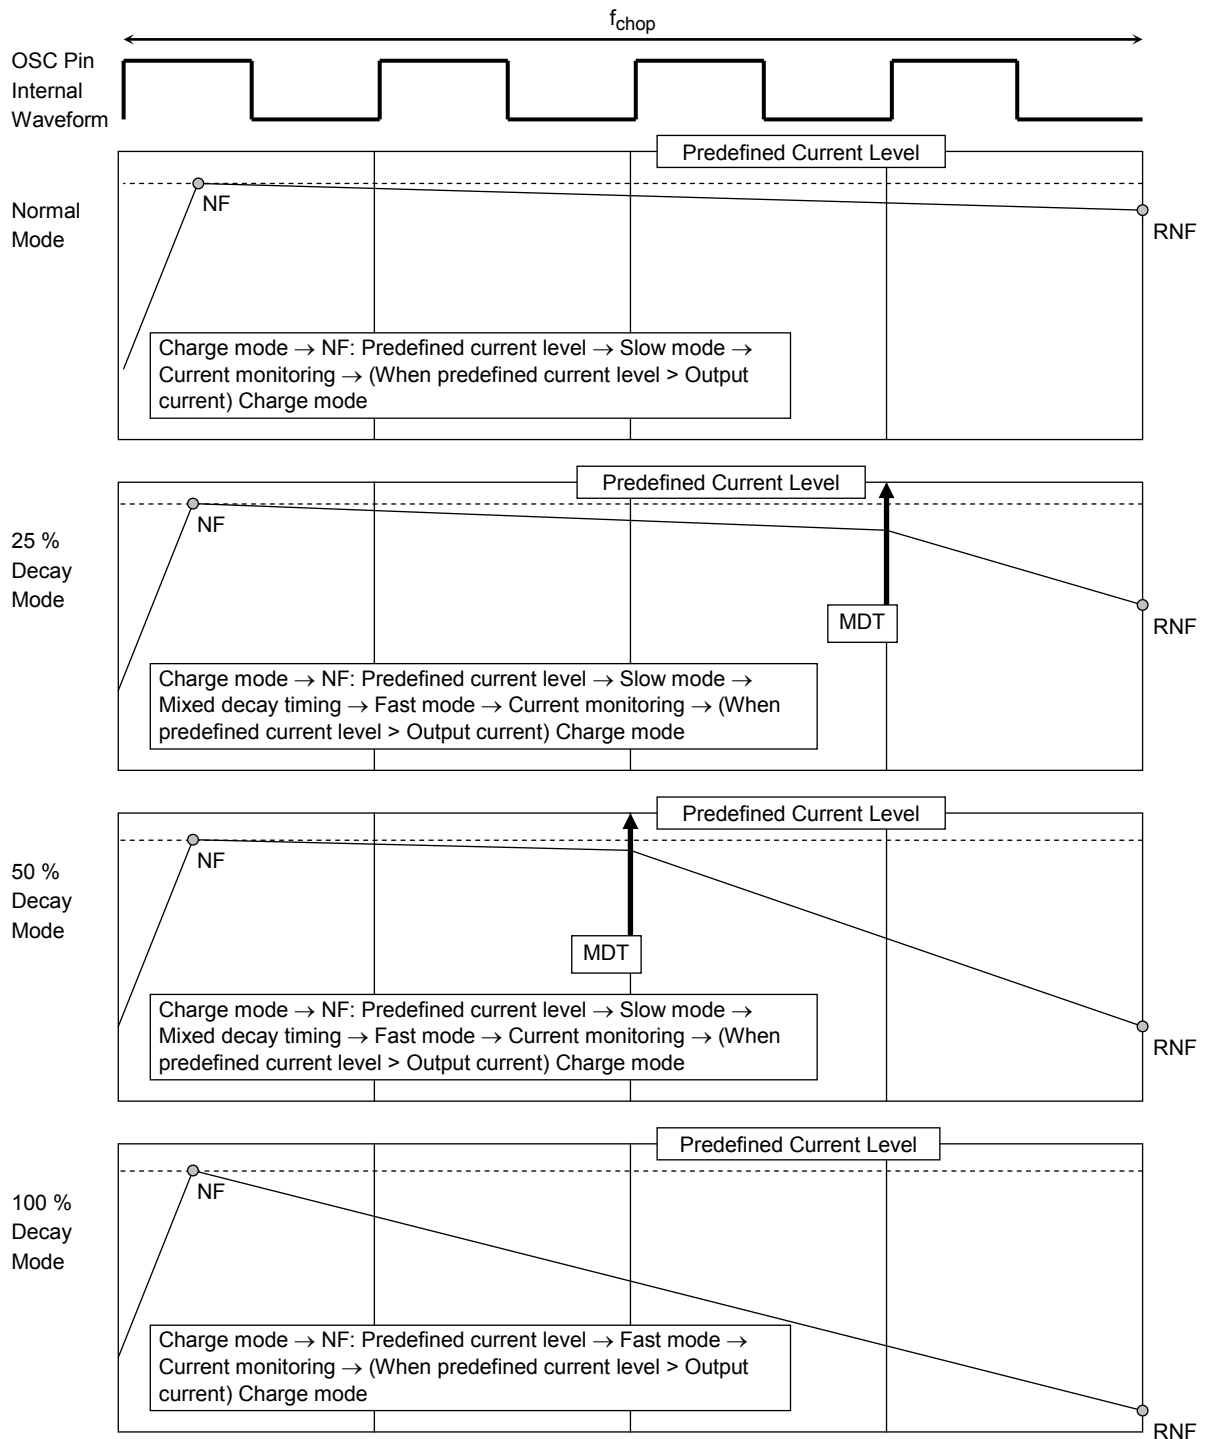 fchop
OSC Pin
Internal
Waveform
Predefined Current Level
NF
Normal
Mode
RNF
Charge mode → NF: Predefined current level → Slow mode →
Current monitoring → (When predefined current level > Output
current) Charge mode
Predefined Current Level
NF
25 %
Decay
Mode
MDT
RNF
Charge mode → NF: Predefined current level → Slow mode →
Mixed decay timing → Fast mode → Current monitoring → (When
predefined current level > Output current) Charge mode
Predefined Current Level
NF
50 %
Decay
Mode
MDT
Charge mode → NF: Predefined current level → Slow mode →
Mixed decay timing → Fast mode → Current monitoring → (When
predefined current level > Output current) Charge mode
RNF
Predefined Current Level
NF
100 %
Decay
Mode
Charge mode → NF: Predefined current level → Fast mode →
Current monitoring → (When predefined current level > Output
current) Charge mode
RNF